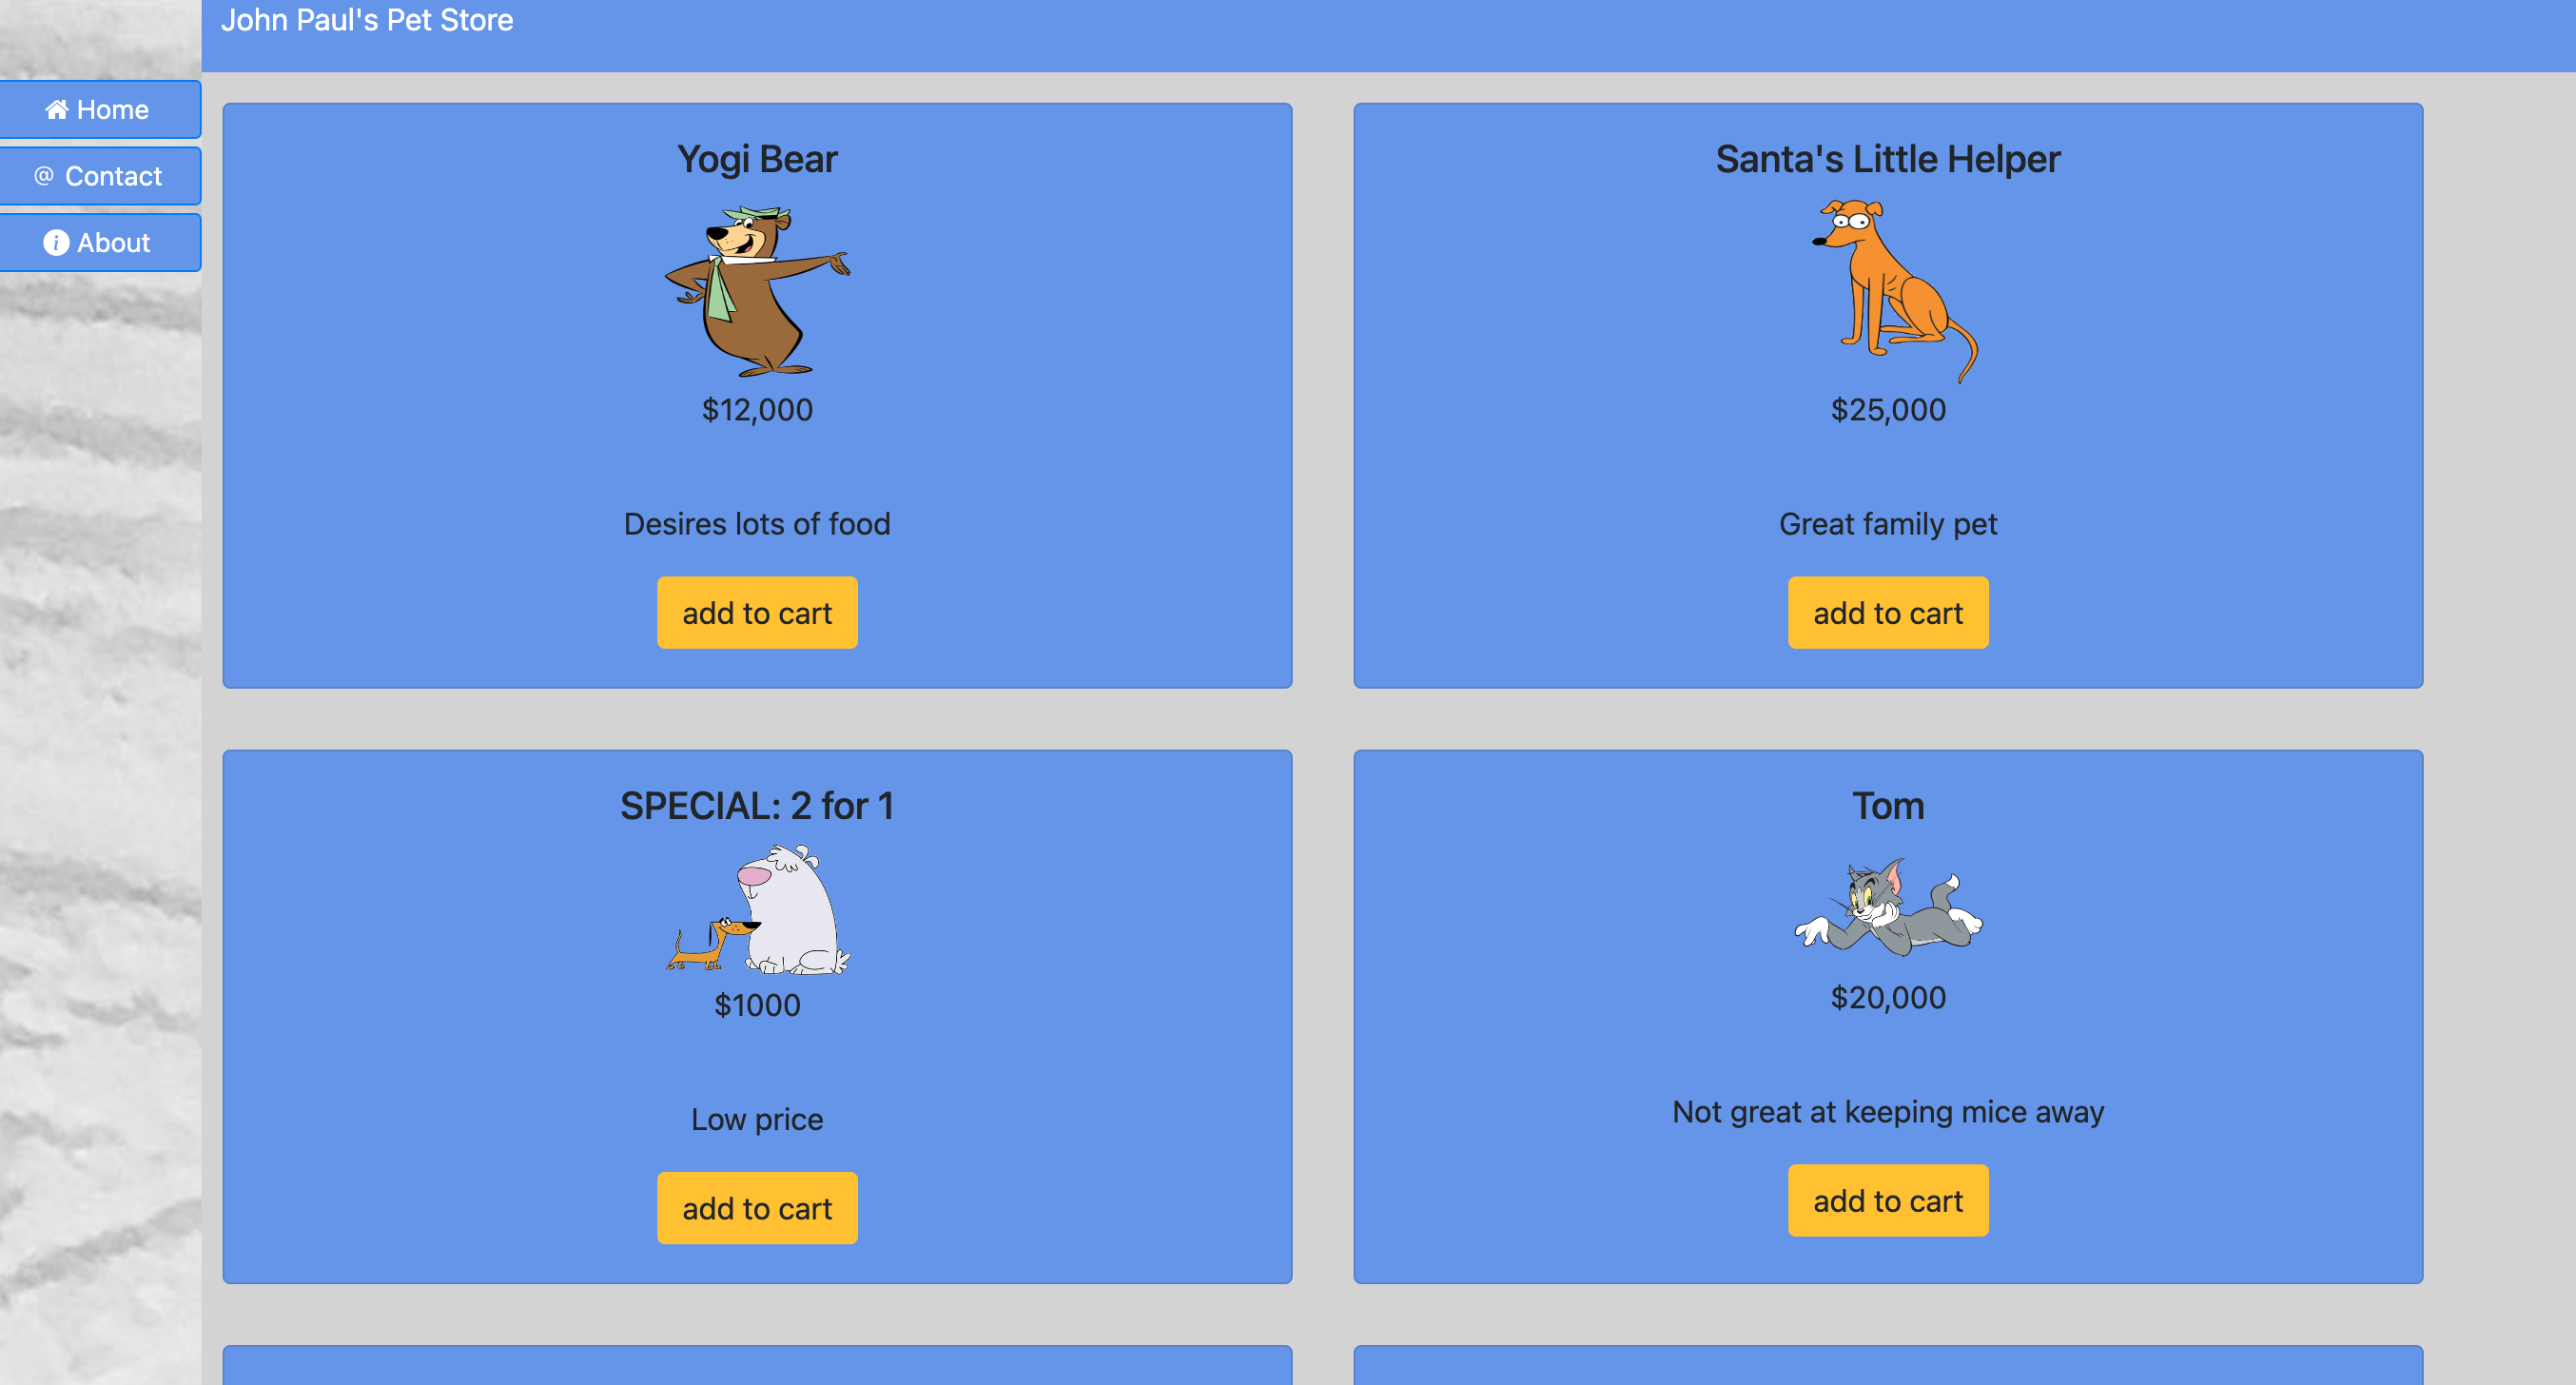 John Paul's Pet Store
Home
@ Contact
About
Yogi Bear
$12,000
Desires lots of food
add to cart
Santa's Little Helper
$25,000
Great family pet
add to cart
SPECIAL: 2 for 1
$1000
Low price
add to cart
Tom
$20,000
Not great at keeping mice away
add to cart